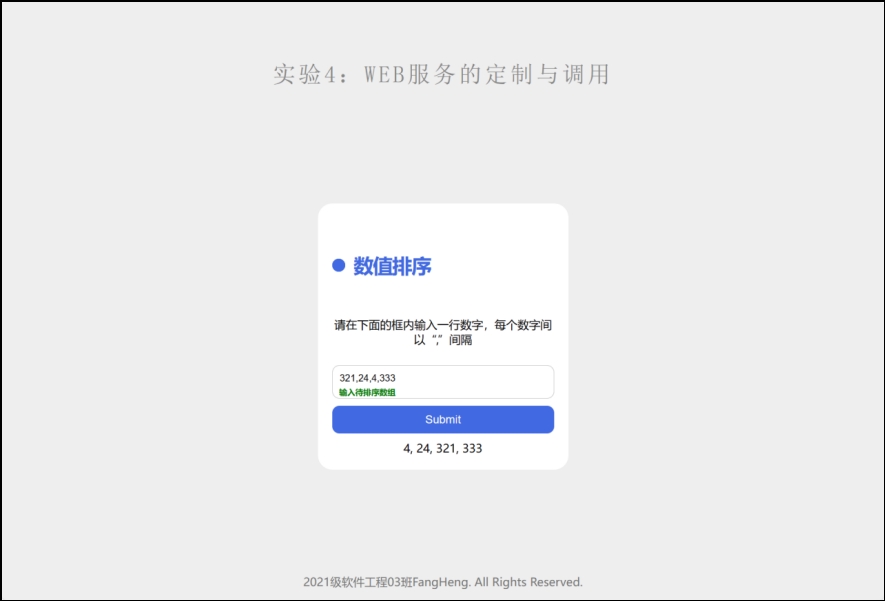 实验4：WEB服务的定制与调用
数值排序
请在下面的框内输入一行数字，每个数字间
以“,”间隔
321,24,4,333
输入待排序数组
Submit
4, 24, 321, 333
2021级软件工程03班FangHeng. All Rights Reserved.